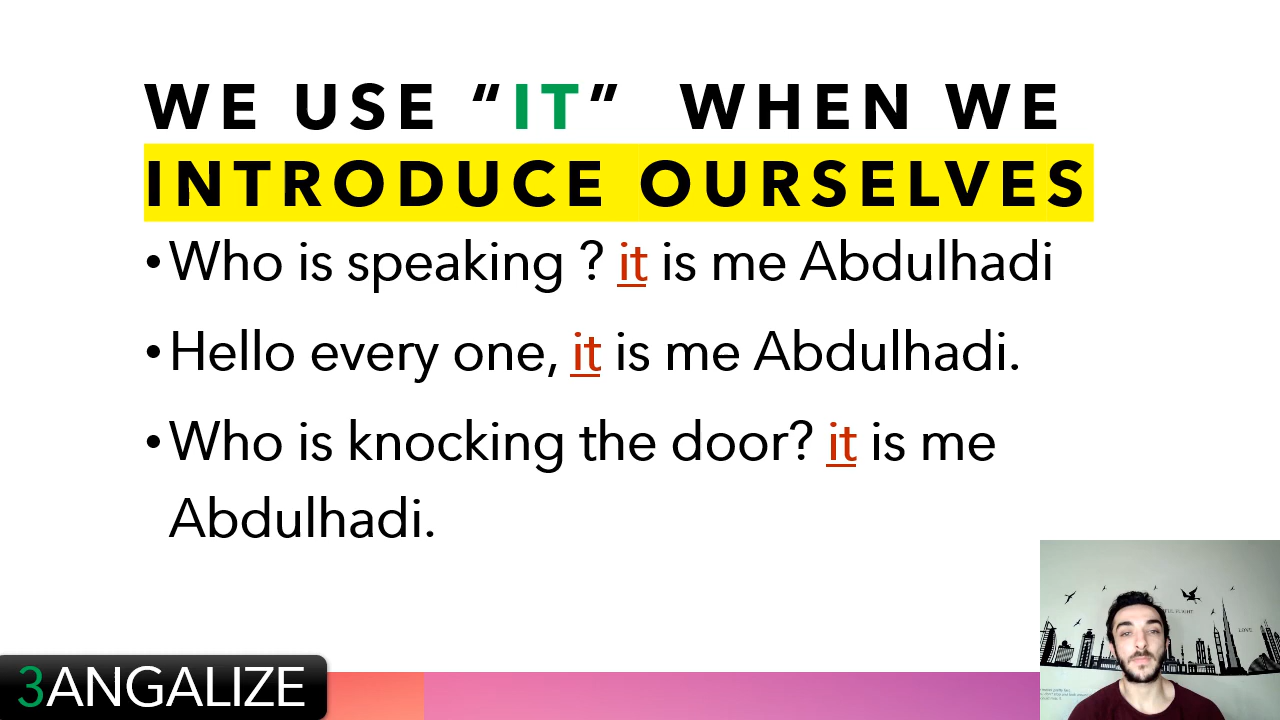 WE USE “IT” WHEN WE
INTRODUCE OURSELVES
•Who is speaking ? it is me Abdulhadi
•Hello every one, it is me Abdulhadi.
•Who is knocking the door? it is me
Abdulhadi.
3ANGALIZE
LOVE